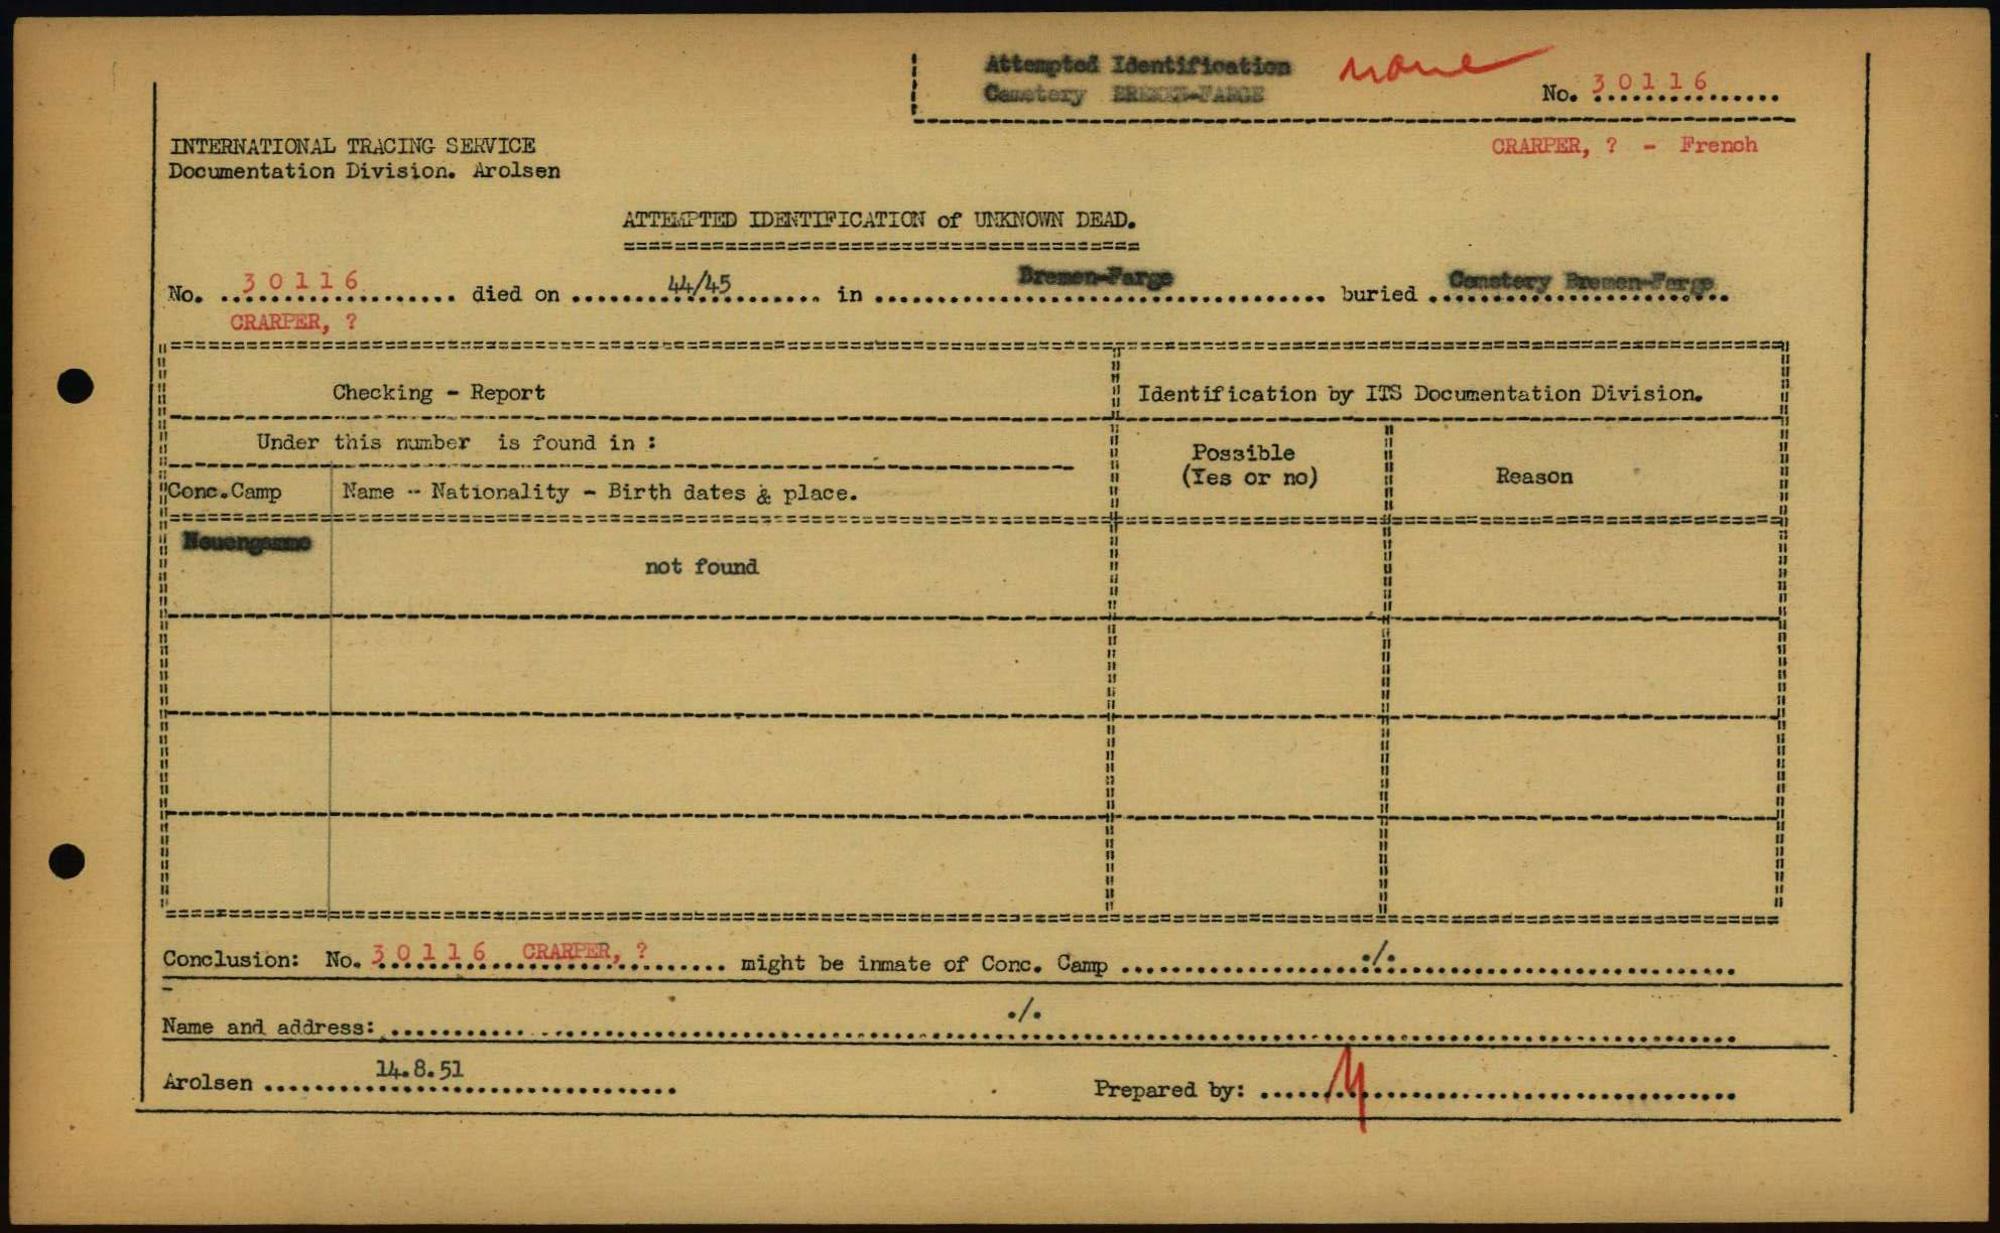 Attempted Identification
Cemetery BREMEN-FARGE
none
No. 30116
CRARPER, ? - French
INTERNATIONAL TRACING SERVICE
Documentation Division. Arolsen
ATTEMPTED IDENTIFICATION of UNKNOWN DEAD.
No. 30116 died on 44/45 in Bremen-Farge buried Cemetery Bremen-Farge
CRARPER, ?
Checking - Report
Identification by ITS Documentation Division.
Under this number is found in :
Possible
(Yes or no)
Reason
Conc.Camp
Name - Nationality - Birth dates & place.
Neuengamme
not found
Conclusion: No. 30116 CRARPER, ? might be inmate of Conc. Camp ./.
Name and address: ./.
Arolsen 14.8.51
Prepared by: